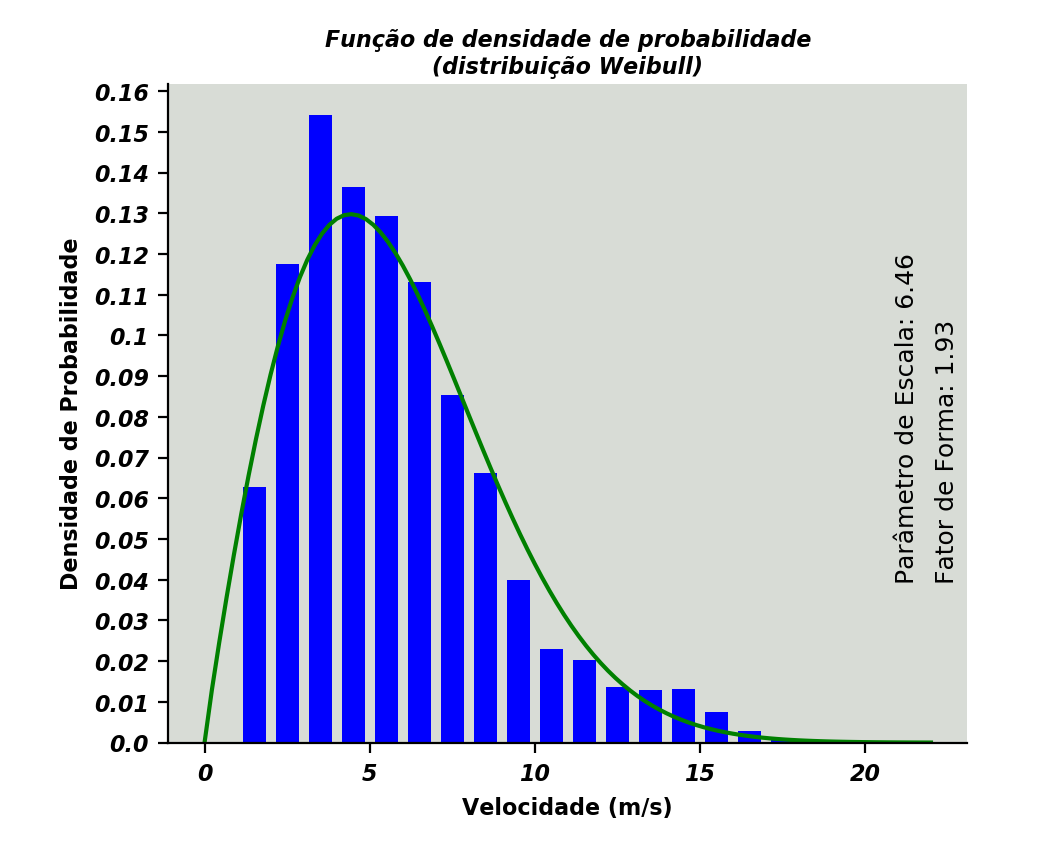 Função de densidade de probabilidade
(distribuição Weibull)
Densidade de Probabilidade
0.16
0.15
0.14
0.13
0.12
0.11
0.1
0.09
0.08
0.07
0.06
0.05
0.04
0.03
0.02
0.01
0.0
Parâmetro de Escala: 6.46
Fator de Forma: 1.93
0 5 10 15 20
Velocidade (m/s)